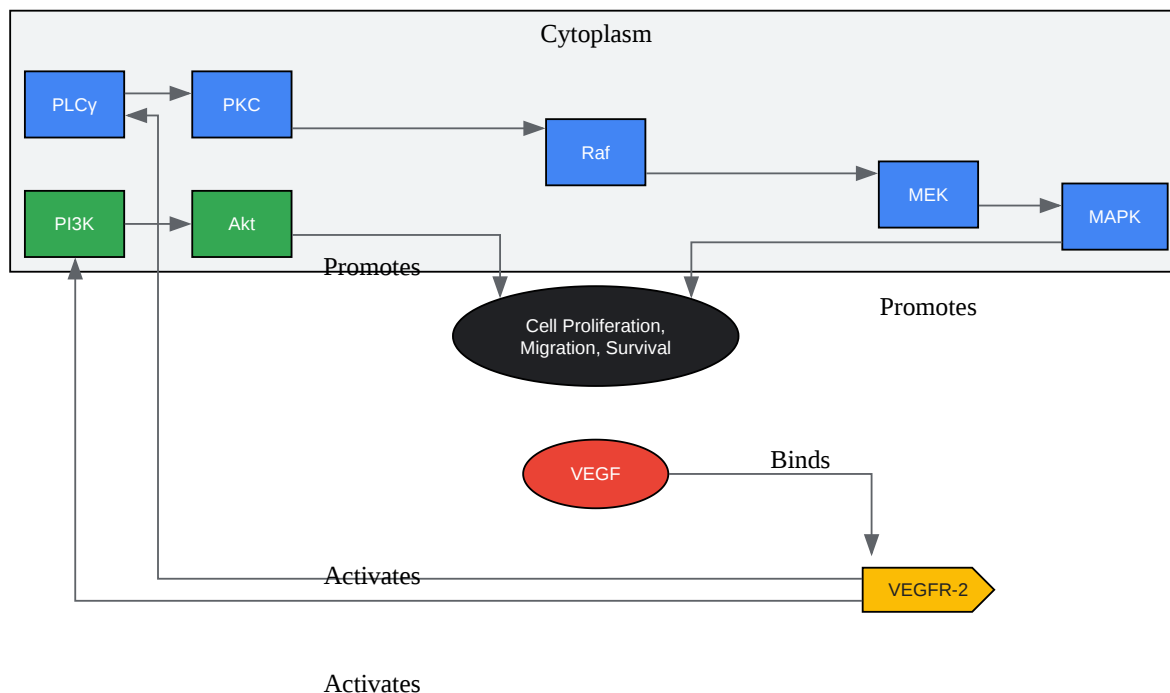 Cytoplasm
PLCγ
PKC
Raf
MEK
MAPK
PI3K
Akt
Promotes
Promotes
Cell Proliferation,
Migration, Survival
Binds
VEGF
Activates
VEGFR-2
Activates